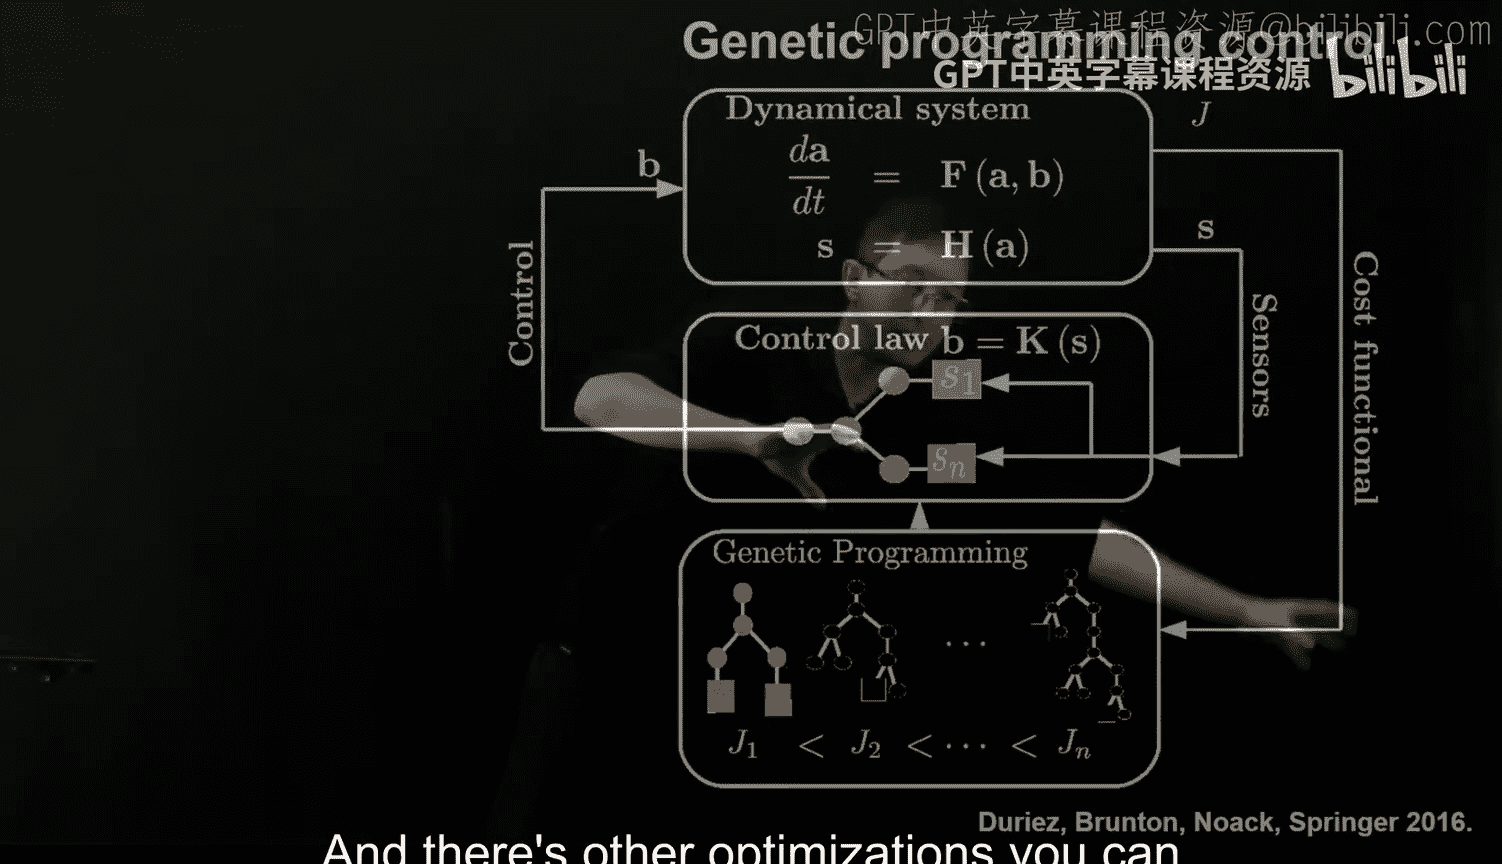 GPT中英字幕课程资源@bilibili.com
Genetic programming control
GPT中英字幕课程资源 bilibili
Dynamical system
J
b
da/dt = F (a, b)
s
s = H (a)
Control
Sensors
Cost functional
Control law b = K (s)
s₁
sₙ
Genetic Programming
...
J₁ < J₂ < ··· < Jₙ
Duriez, Brunton, Noack, Springer 2016.
And there's other optimizations you can